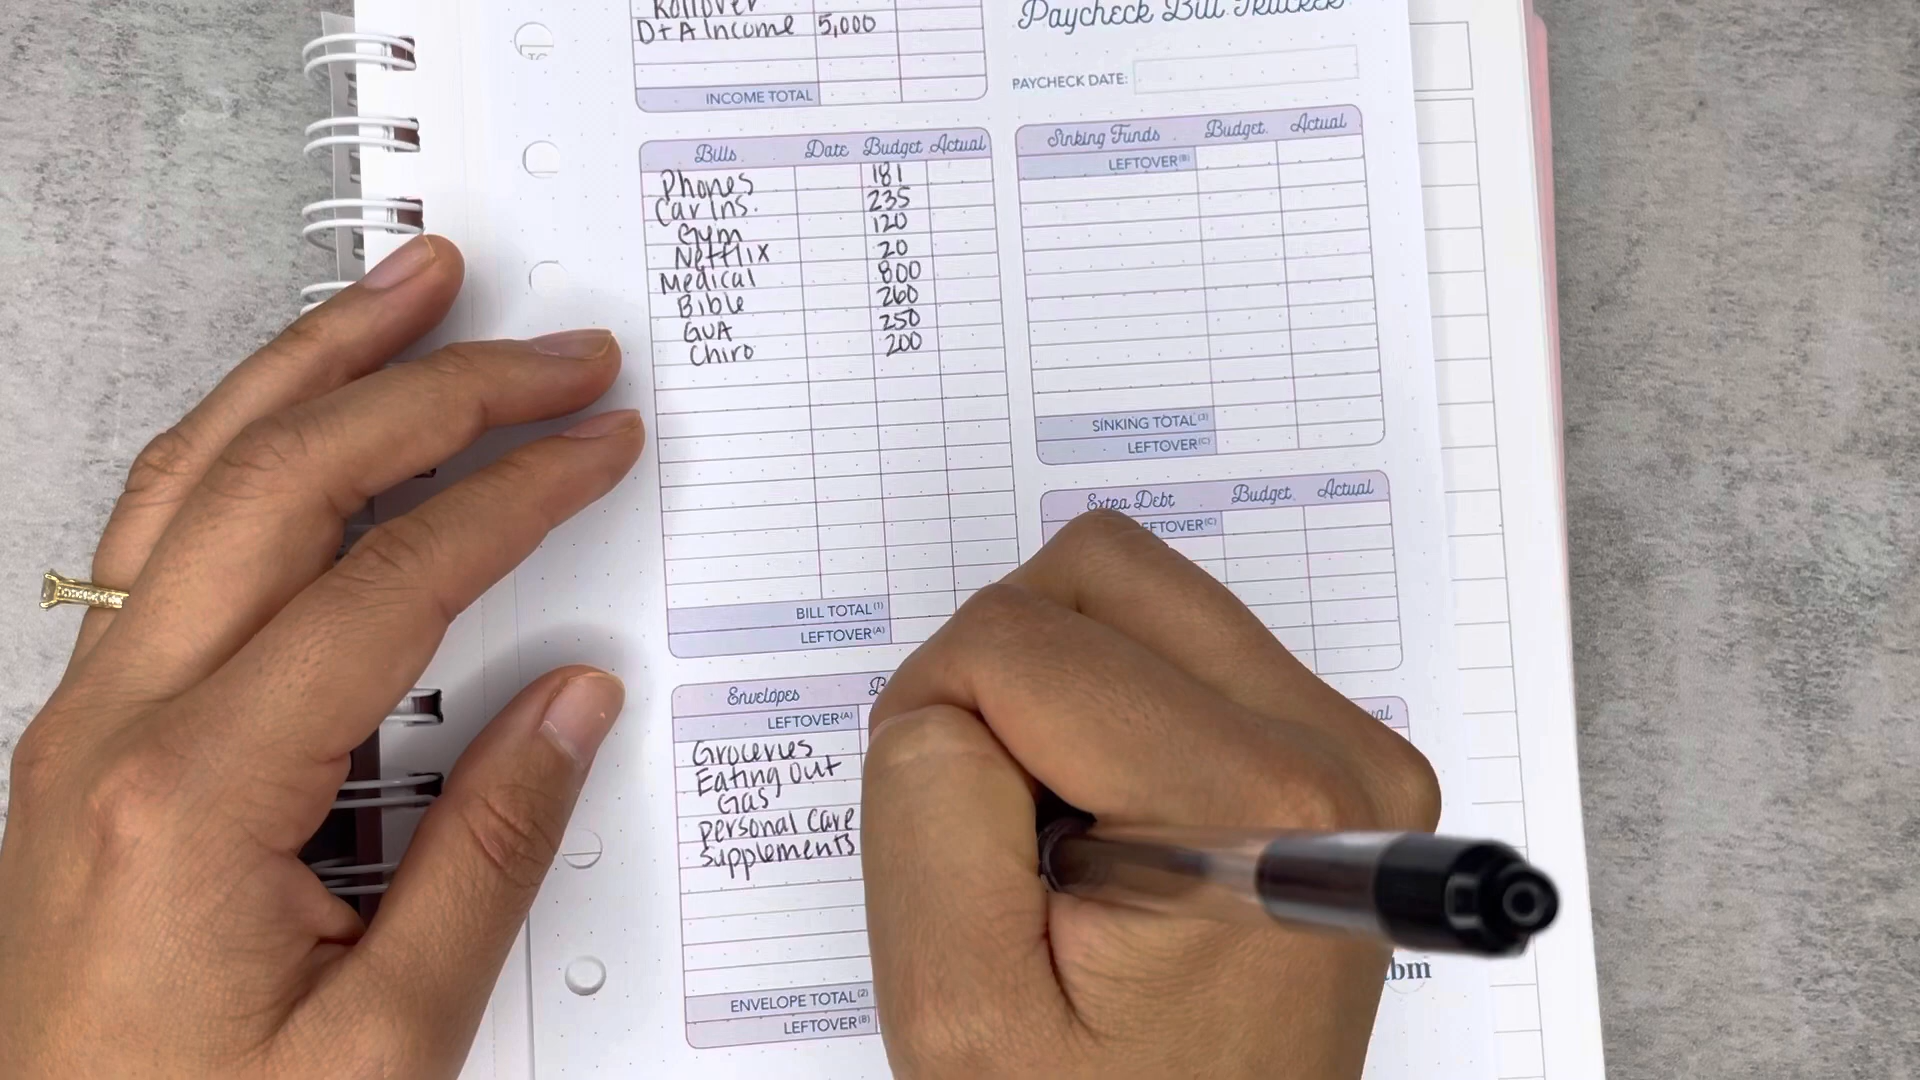 Rollover
D+A Income 5,000
INCOME TOTAL
Bills Date Budget Actual
Phones 181
Car Ins. 235
Gym 120
Netflix 20
Medical 800
Bible 260
GUA 250
Chiro 200
BILL TOTAL (1)
LEFTOVER (A)
Envelopes
LEFTOVER (A)
Groceries
Eating Out
Gas
Personal Care
Supplements
ENVELOPE TOTAL (2)
LEFTOVER (B)
Paycheck Bill Tracker
PAYCHECK DATE:
Sinking Funds Budget Actual
LEFTOVER (B)
SINKING TOTAL (3)
LEFTOVER (C)
Extra Debt Budget Actual
LEFTOVER (C)